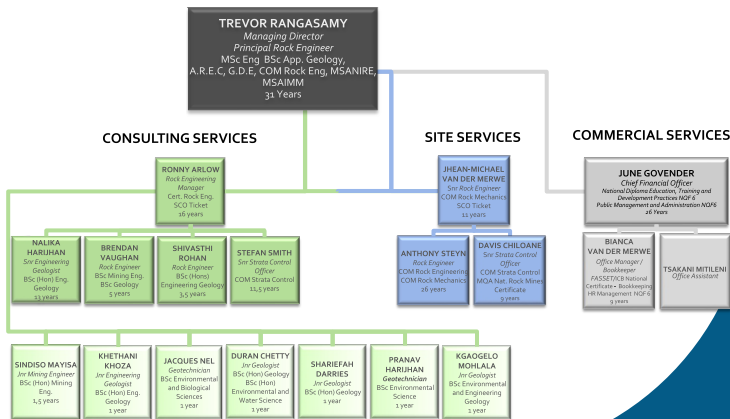 TREVOR RANGASAMY
Managing Director
Principal Rock Engineer
MSc Eng BSc App. Geology,
A.R.E.C, G.D.E, COM Rock Eng, MSANIRE,
MSAIMM
31 Years
CONSULTING SERVICES
SITE SERVICES
COMMERCIAL SERVICES
RONNY ARLOW
Rock Engineering
Manager
Cert. Rock Eng.
SCO Ticket
16 years
JHEAN-MICHAEL
VAN DER MERWE
Snr Rock Engineer
COM Rock Mechanics
SCO Ticket
11 years
JUNE GOVENDER
Chief Financial Officer
National Diploma Education, Training and
Development Practices NQF 6
Public Management and Administration NQF6
26 Years
NALIKA
HARIJHAN
Snr Engineering
Geologist
BSc (Hon) Eng.
Geology
13 years
BRENDAN
VAUGHAN
Rock Engineer
BSc Mining Eng.
BSc Geology
5 years
SHIVASTHI
ROHAN
Rock Engineer
BSc (Hons)
Engineering Geology
3,5 years
STEFAN SMITH
Snr Strata Control
Officer
COM Strata Control
11,5 years
ANTHONY STEYN
Rock Engineer
COM Rock Engineering
COM Rock Mechanics
26 years
DAVIS CHILOANE
Snr Strata Control
Officer
COM Strata Control
MQA Nat. Rock Mines
Certificate
9 years
BIANCA
VAN DER MERWE
Office Manager /
Bookkeeper
FASSET/ICB National
Certificate - Bookkeeping
HR Management NQF 6
9 years
TSAKANI MITILENI
Office Assistant
SINDISO MAYISA
Jnr Mining Engineer
BSc (Hon) Mining
Eng.
1,5 years
KHETHANI
KHOZA
Jnr Engineering
Geologist
BSc (Hon) Eng.
Geology
1 year
JACQUES NEL
Geotechnician
BSc Environmental
and Biological
Sciences
1 year
DURAN CHETTY
Jnr Geologist
BSc (Hon) Geology
BSc (Hon)
Environmental and
Water Science
1 year
SHARIEFAH
DARRIES
Jnr Geologist
BSc (Hon) Geology
1 year
PRANAV
HARIJHAN
Geotechnician
BSc Environmental
Science
1 year
KGAOGELO
MOHLALA
Jnr Geologist
BSc Environmental
and Engineering
Geology
1 year